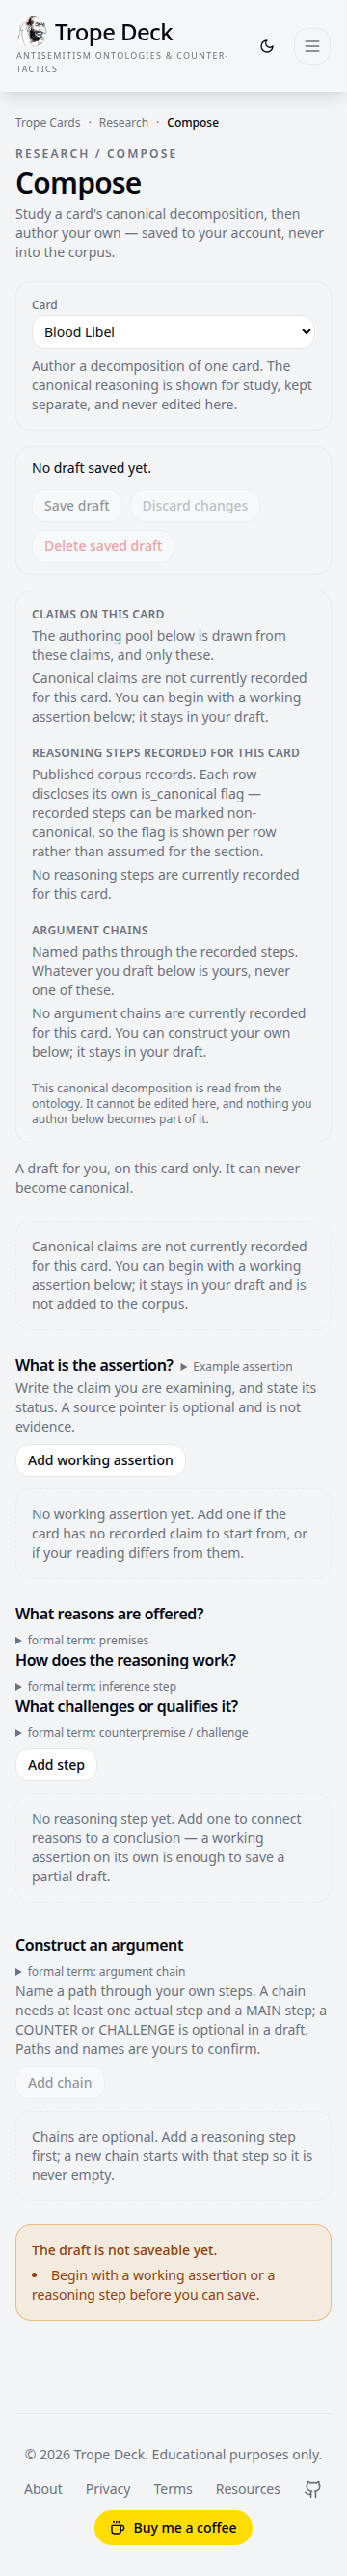 Trope Deck
ANTISEMITISM ONTOLOGIES & COUNTER-
TACTICS
Trope Cards · Research · Compose
RESEARCH / COMPOSE
Compose
Study a card's canonical decomposition, then
author your own — saved to your account, never
into the corpus.
Card
Blood Libel
Author a decomposition of one card. The
canonical reasoning is shown for study, kept
separate, and never edited here.
No draft saved yet.
Save draft
Discard changes
Delete saved draft
CLAIMS ON THIS CARD
The authoring pool below is drawn from
these claims, and only these.
Canonical claims are not currently recorded
for this card. You can begin with a working
assertion below; it stays in your draft.
REASONING STEPS RECORDED FOR THIS CARD
Published corpus records. Each row
discloses its own is_canonical flag —
recorded steps can be marked non-
canonical, so the flag is shown per row
rather than assumed for the section.
No reasoning steps are currently recorded
for this card.
ARGUMENT CHAINS
Named paths through the recorded steps.
Whatever you draft below is yours, never
one of these.
No argument chains are currently recorded
for this card. You can construct your own
below; it stays in your draft.
This canonical decomposition is read from the
ontology. It cannot be edited here, and nothing you
author below becomes part of it.
A draft for you, on this card only. It can never
become canonical.
Canonical claims are not currently recorded
for this card. You can begin with a working
assertion below; it stays in your draft and is
not added to the corpus.
What is the assertion? Example assertion
Write the claim you are examining, and state its
status. A source pointer is optional and is not
evidence.
Add working assertion
No working assertion yet. Add one if the
card has no recorded claim to start from, or
if your reading differs from them.
What reasons are offered?
formal term: premises
How does the reasoning work?
formal term: inference step
What challenges or qualifies it?
formal term: counterpremise / challenge
Add step
No reasoning step yet. Add one to connect
reasons to a conclusion — a working
assertion on its own is enough to save a
partial draft.
Construct an argument
formal term: argument chain
Name a path through your own steps. A chain
needs at least one actual step and a MAIN step; a
COUNTER or CHALLENGE is optional in a draft.
Paths and names are yours to confirm.
Add chain
Chains are optional. Add a reasoning step
first; a new chain starts with that step so it is
never empty.
The draft is not saveable yet.
• Begin with a working assertion or a
reasoning step before you can save.
© 2026 Trope Deck. Educational purposes only.
About Privacy Terms Resources
Buy me a coffee